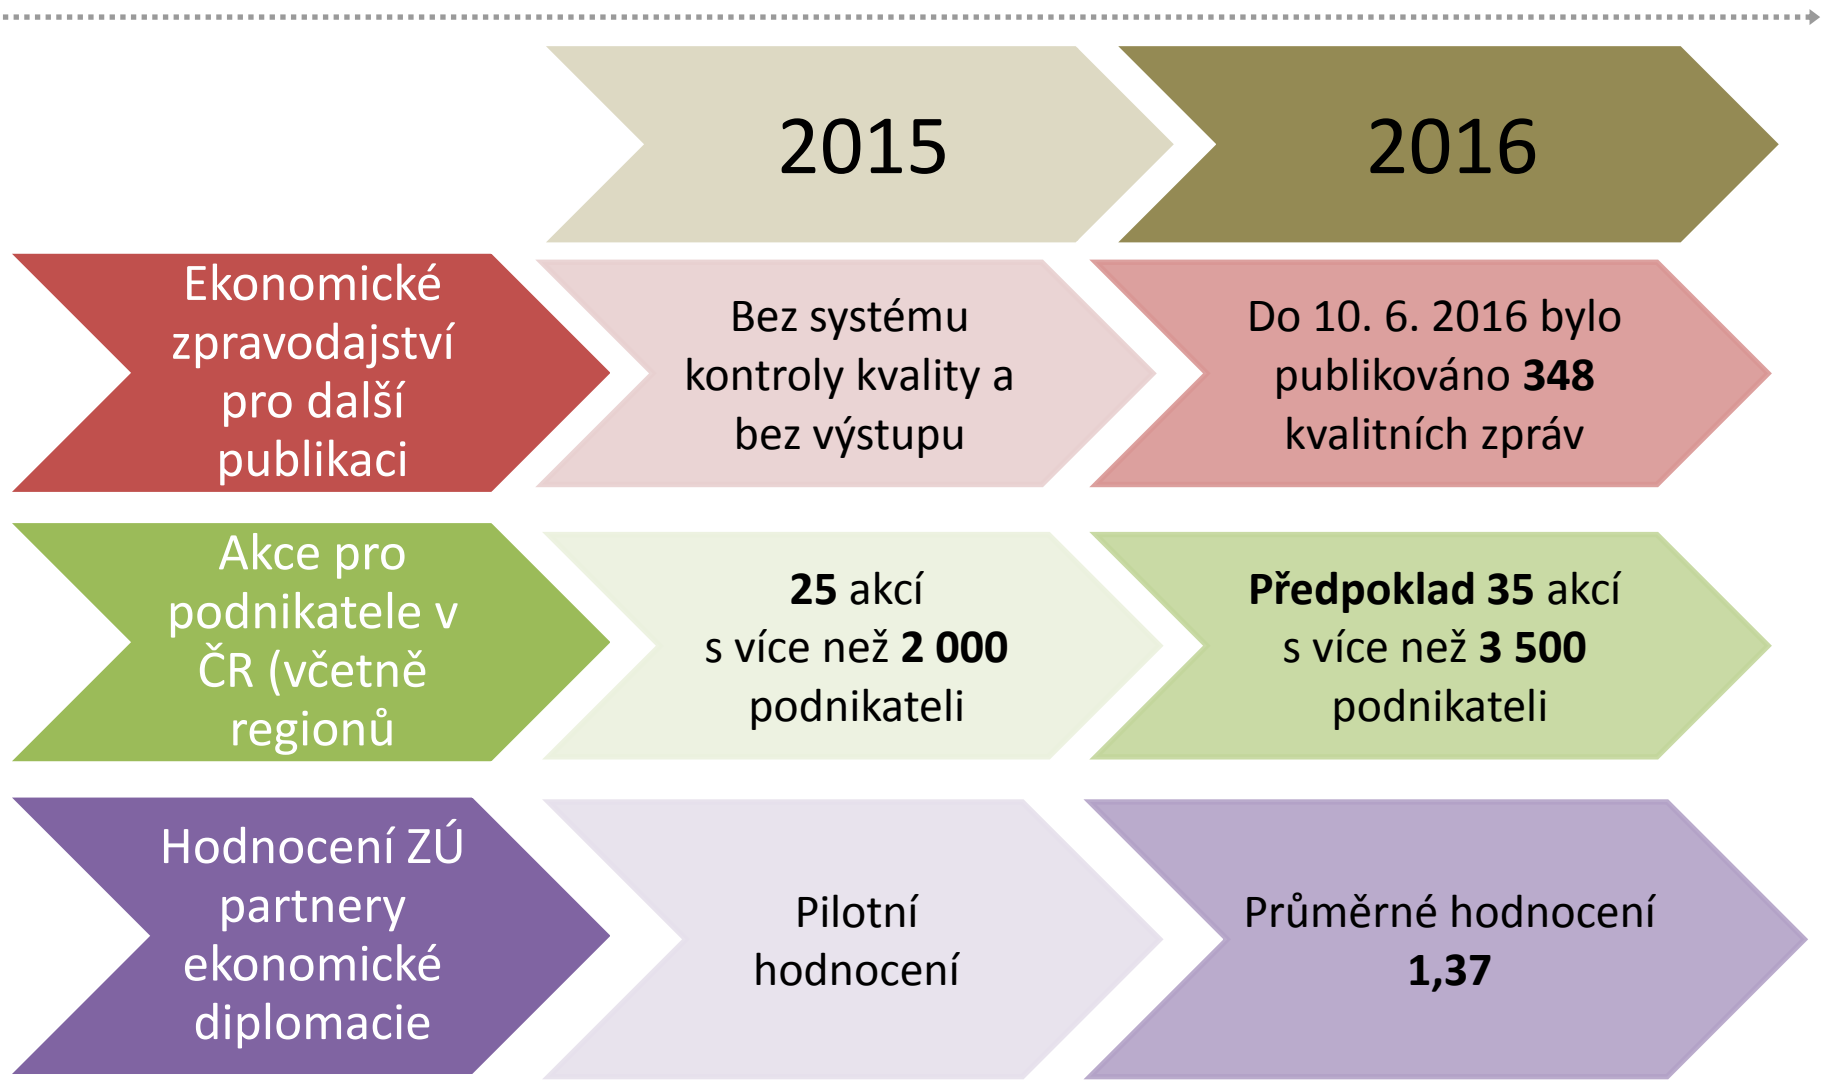 2015
2016
Ekonomické
zpravodajství
pro další
publikaci
Bez systému
kontroly kvality a
bez výstupu
Do 10. 6. 2016 bylo
publikováno 348
kvalitních zpráv
Akce pro
podnikatele v
ČR (včetně
regionů
25 akcí
s více než 2 000
podnikateli
Předpoklad 35 akcí
s více než 3 500
podnikateli
Hodnocení ZÚ
partnery
ekonomické
diplomacie
Pilotní
hodnocení
Průměrné hodnocení
1,37